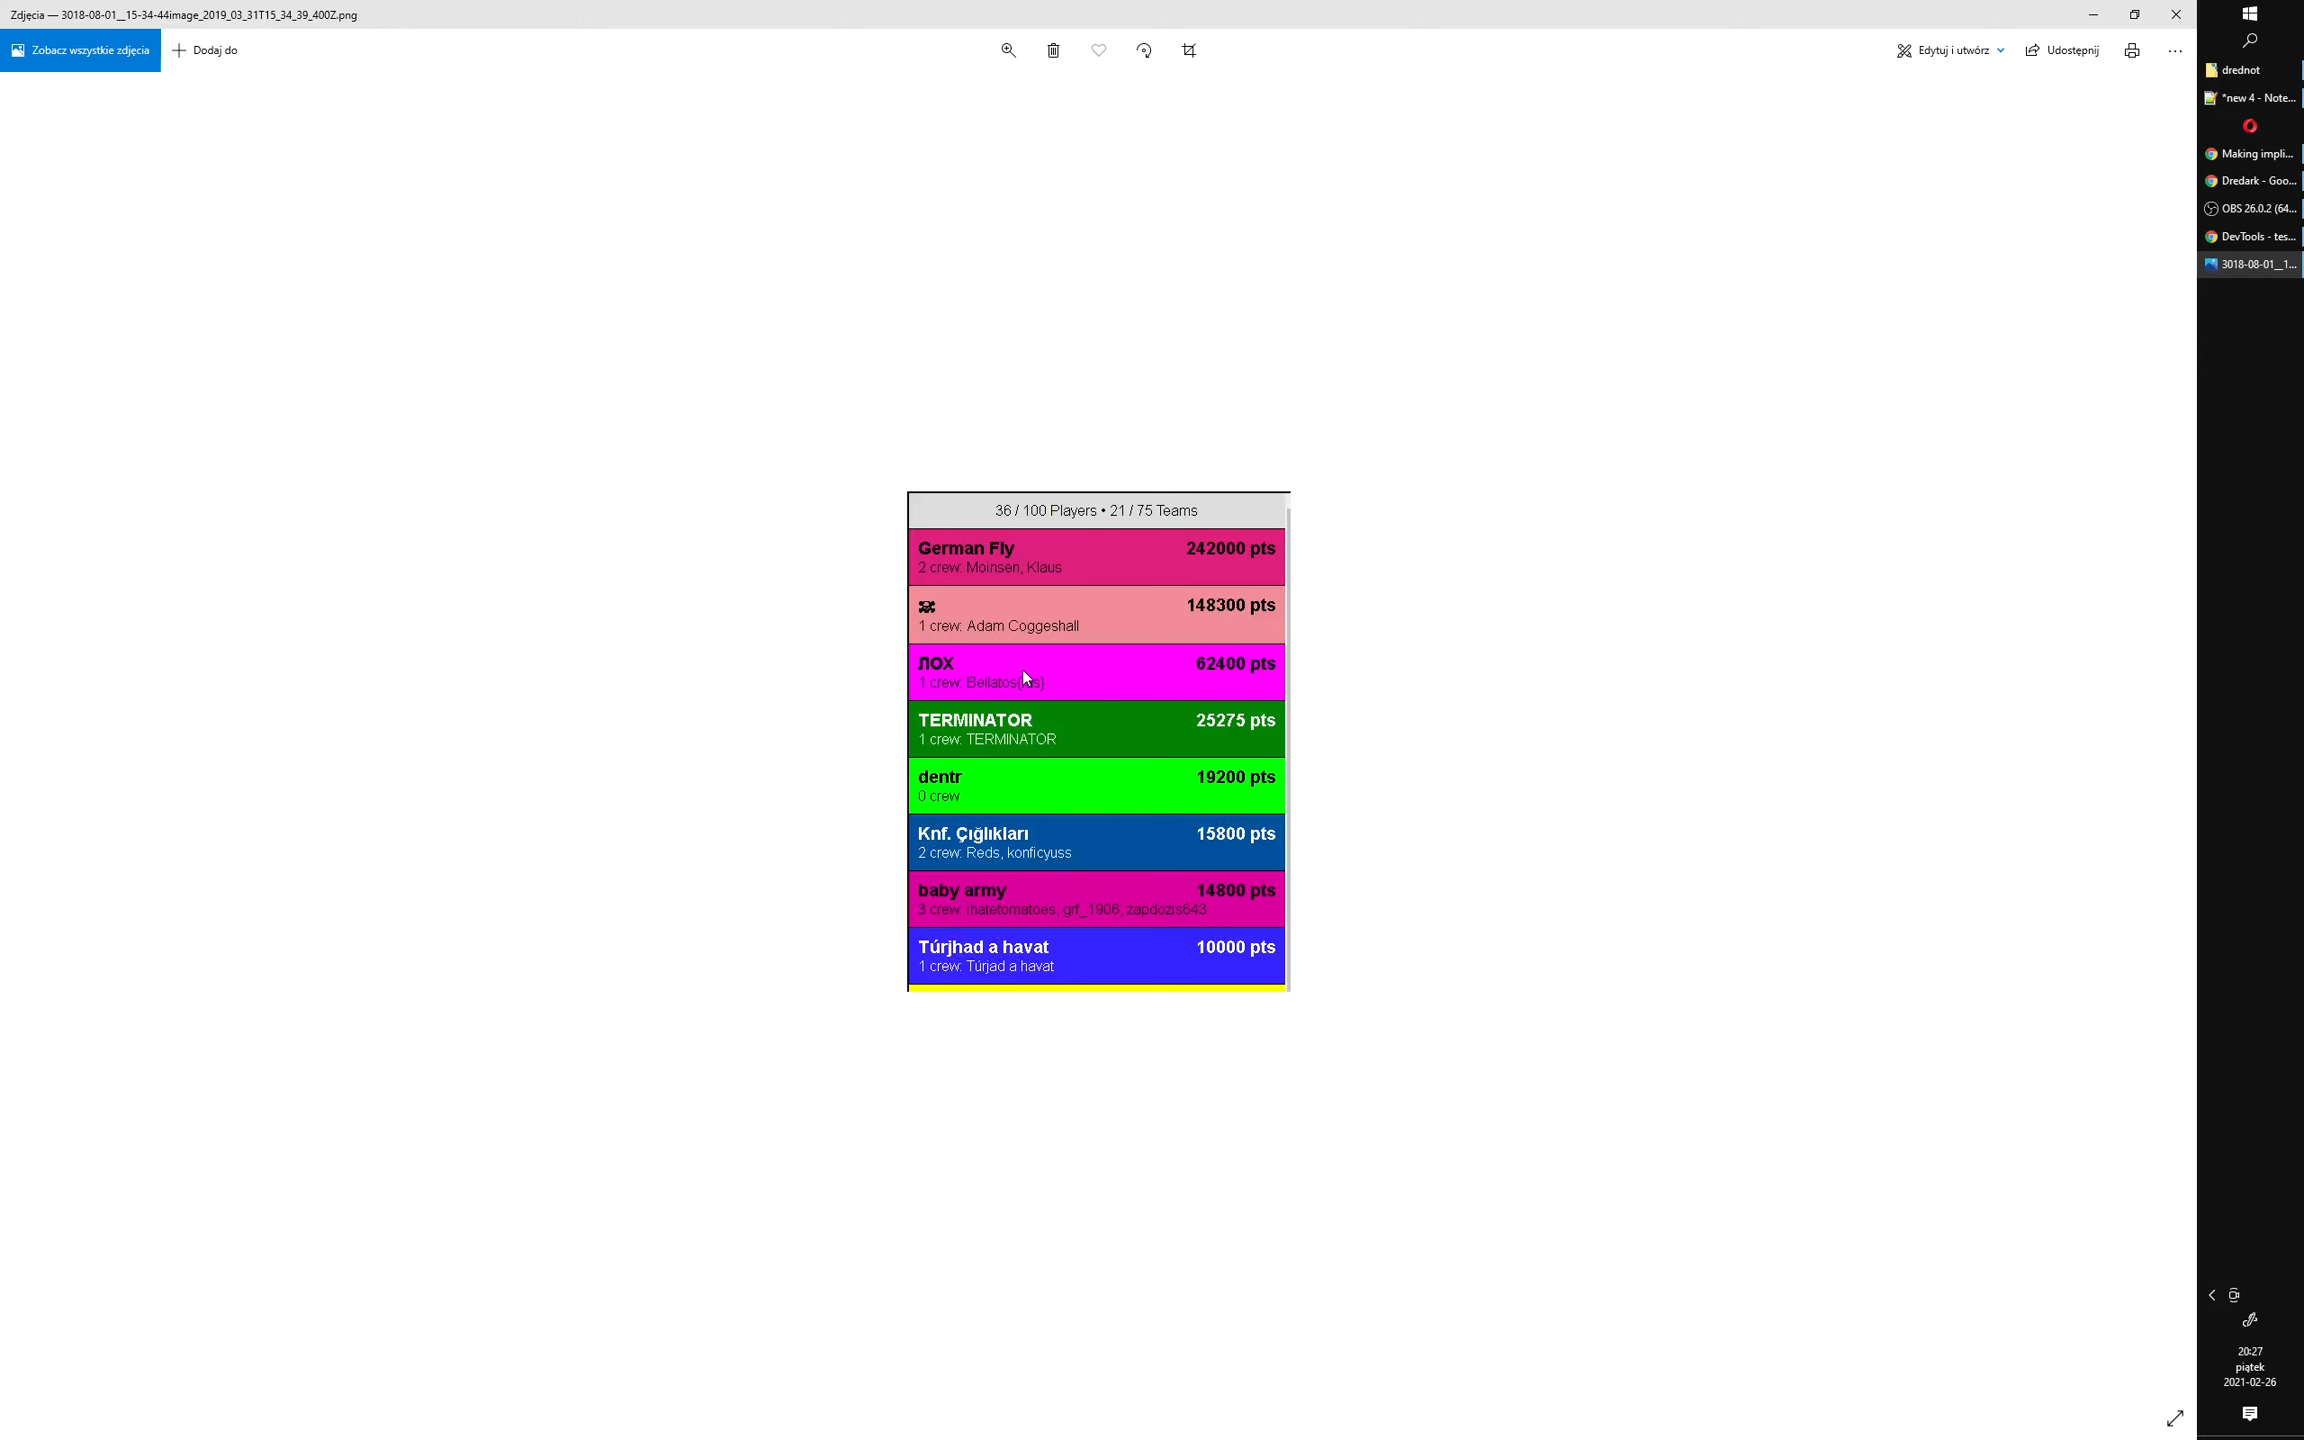 Zdjęcia — 3018-08-01__15-34-44image_2019_03_31T15_34_39_400Z.png
Zobacz wszystkie zdjęcia
Dodaj do
Edytuj i utwórz
Udostępnij
drednot
*new 4 - Note...
Making impli...
Dredark - Goo...
OBS 26.0.2 (64...
DevTools - tes...
3018-08-01__1...
36 / 100 Players • 21 / 75 Teams
German Fly 242000 pts
2 crew: Moinsen, Klaus
☠ 148300 pts
1 crew: Adam Coggeshall
ЛОХ 62400 pts
1 crew:
TERMINATOR 25275 pts
1 crew: TERMINATOR
dentr 19200 pts
0 crew
Knf. Çığlıkları 15800 pts
2 crew: Reds, konficyuss
baby army 14800 pts
3 crew: ihatetomatoes, grf_1906, zapdozis643
Túrjhad a havat 10000 pts
1 crew: Túrjad a havat
20:27
piątek
2021-02-26